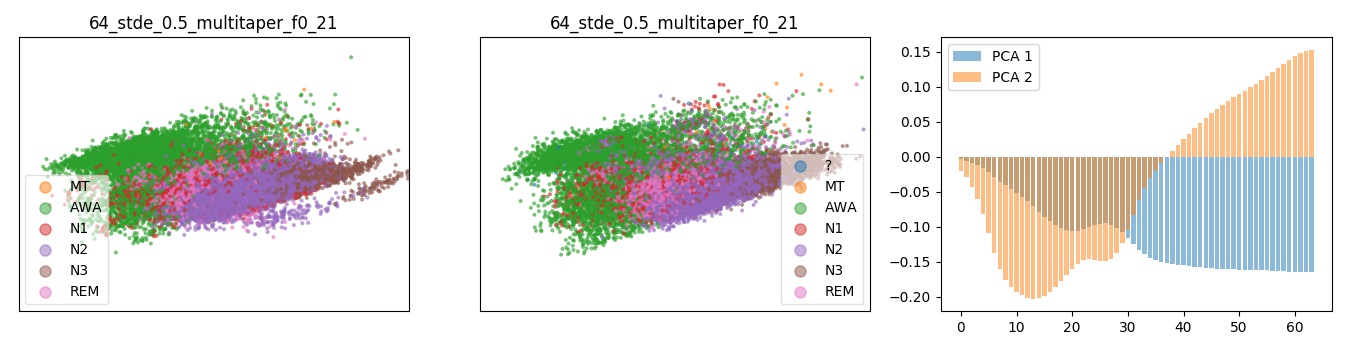 64_stde_0.5_multitaper_f0_21
MT
AWA
N1
N2
N3
REM
64_stde_0.5_multitaper_f0_21
?
MT
AWA
N1
N2
N3
REM
PCA 1
PCA 2
0.15
0.10
0.05
0.00
−0.05
−0.10
−0.15
−0.20
0 10 20 30 40 50 60